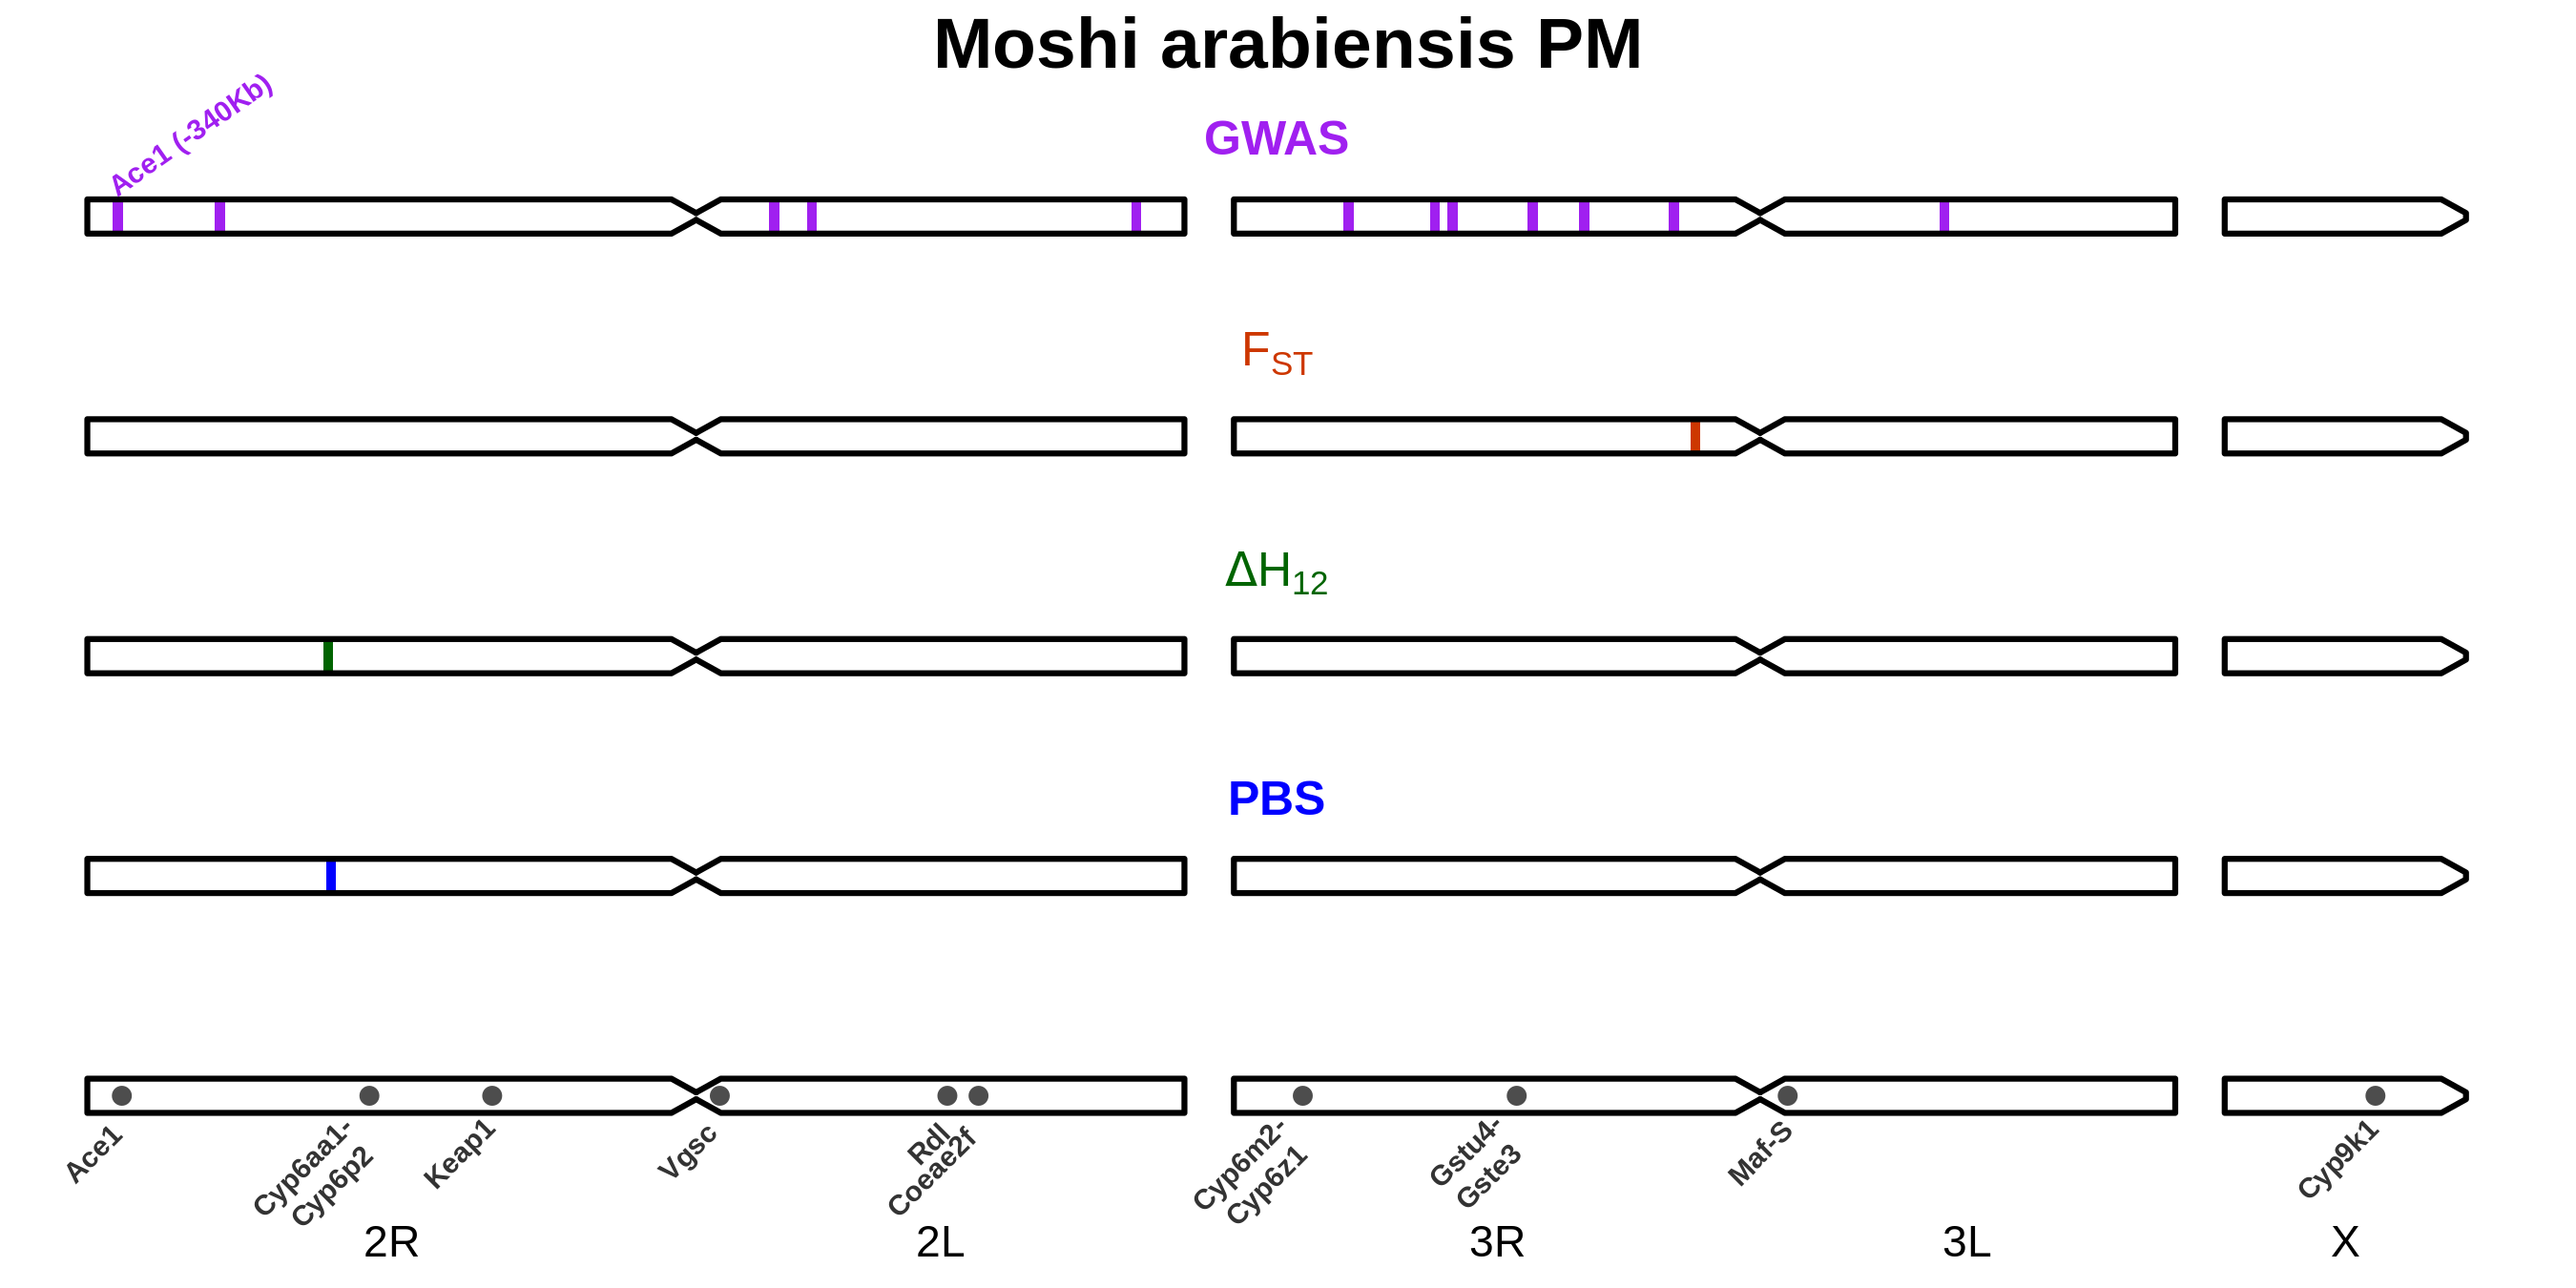 Moshi arabiensis PM
Ace1 (-340Kb)
GWAS
FST
ΔH12
PBS
Ace1
Cyp6aa1-
Cyp6p2
Keap1
Vgsc
Rdl
Coeae2f
Cyp6m2-
Cyp6z1
Gstu4-
Gste3
Maf-S
Cyp9k1
2R
2L
3R
3L
X